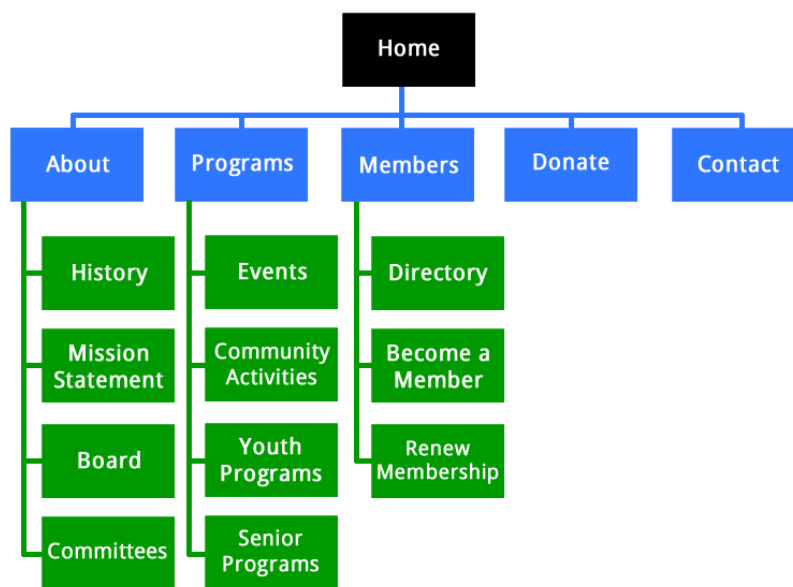 Home
About
Programs
Members
Donate
Contact
History
Mission
Statement
Board
Committees
Events
Community
Activities
Youth
Programs
Senior
Programs
Directory
Become a
Member
Renew
Membership